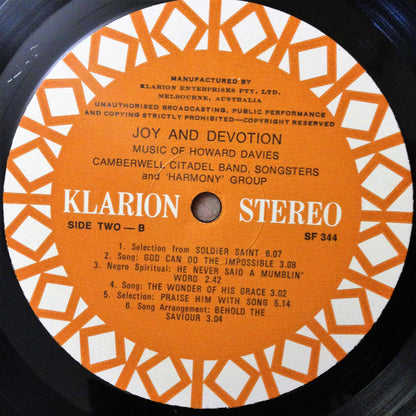 MANUFACTURED BY
KLARION ENTERPRISES PTY. LTD.
MELBOURNE, AUSTRALIA
UNAUTHORISED BROADCASTING, PUBLIC PERFORMANCE
AND COPYING STRICTLY PROHIBITED—COPYRIGHT RESERVED
JOY AND DEVOTION
MUSIC OF HOWARD DAVIES
CAMBERWELL CITADEL BAND, SONGSTERS
and 'HARMONY' GROUP
KLARION STEREO
SIDE TWO — B SF 344
1. Selection from SOLDIER SAINT 6.07
2. Song: GOD CAN DO THE IMPOSSIBLE 3.08
3. Negro Spiritual: HE NEVER SAID A MUMBLIN'
WORD 2.42
4. Song: THE WONDER OF HIS GRACE 3.02
5. Selection: PRAISE HIM WITH SONG 5.14
6. Song Arrangement: BEHOLD THE
SAVIOUR 3.04